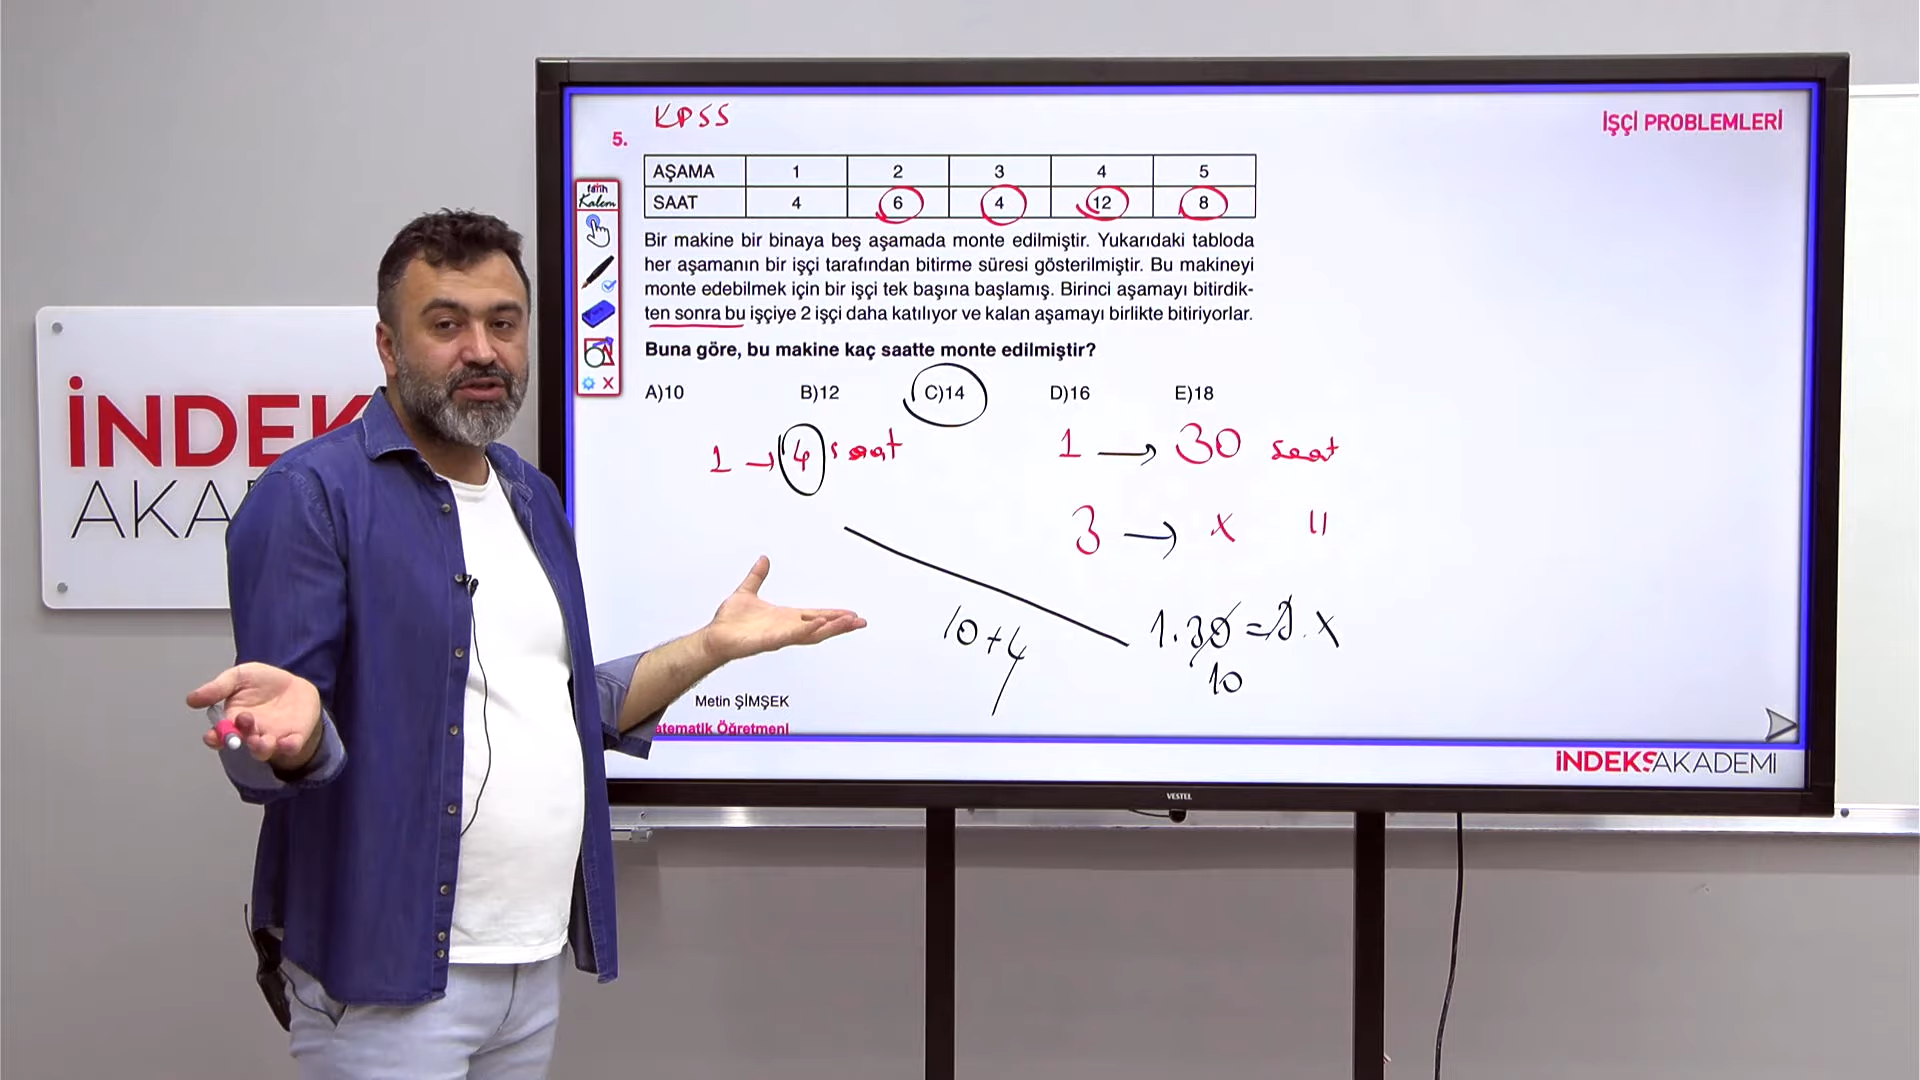 KPSS
İŞÇİ PROBLEMLERİ
5.
AŞAMA 1 2 3 4 5
SAAT 4 6 4 12 8
fatih
Kalem
Bir makine bir binaya beş aşamada monte edilmiştir. Yukarıdaki tabloda
her aşamanın bir işçi tarafından bitirme süresi gösterilmiştir. Bu makineyi
monte edebilmek için bir işçi tek başına başlamış. Birinci aşamayı bitirdik-
ten sonra bu işçiye 2 işçi daha katılıyor ve kalan aşamayı birlikte bitiriyorlar.
Buna göre, bu makine kaç saatte monte edilmiştir?
A)10 B)12 C)14 D)16 E)18
1 → 4 saat
1 → 30 saat
3 → x "
10+4
1.30=3.x
10
Metin ŞİMŞEK
atematik Öğretmeni
İNDEKSAKADEMİ
VESTEL
İNDEK
AKA